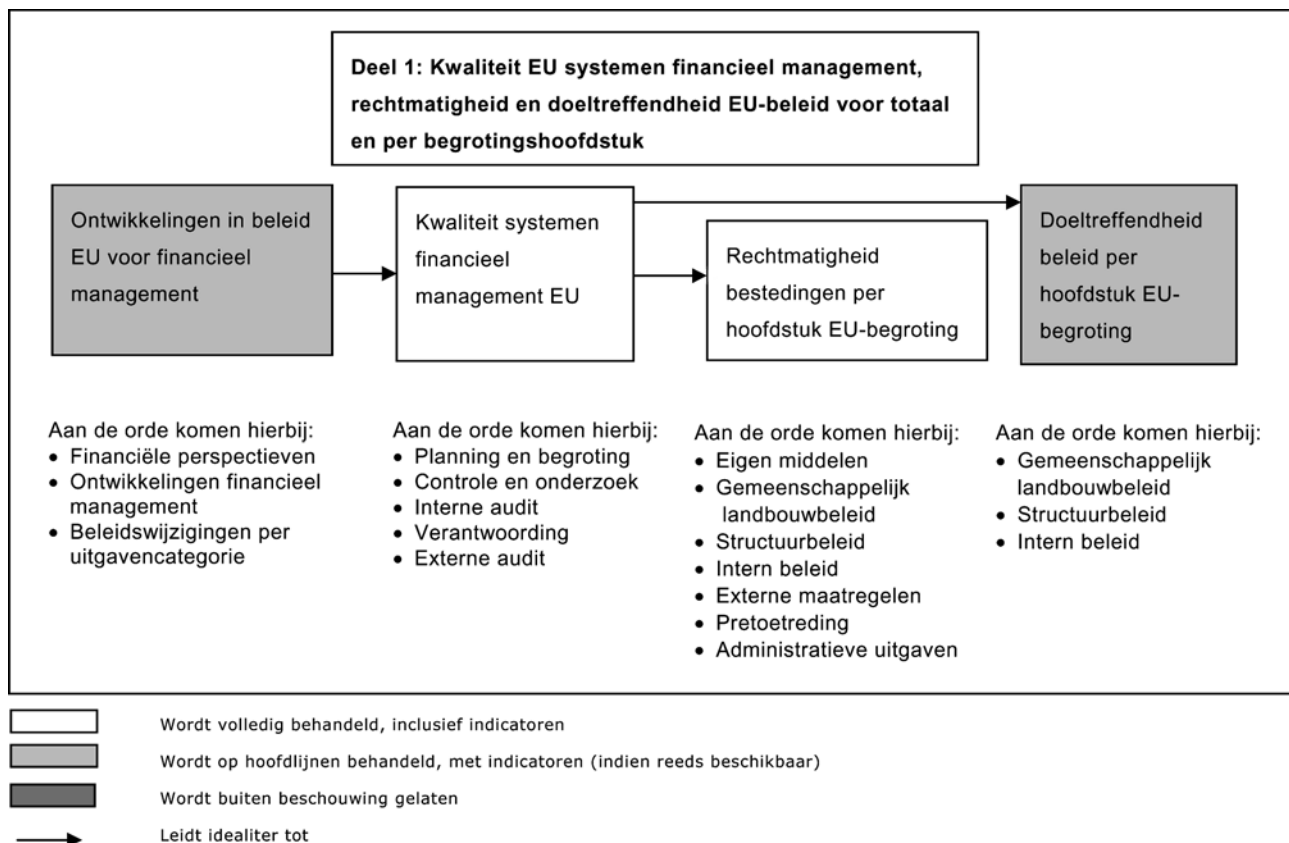 Deel 1: Kwaliteit EU systemen financieel management,
rechtmatigheid en doeltreffendheid EU-beleid voor totaal
en per begrotingshoofdstuk
Ontwikkelingen in beleid
EU voor financieel
management
Kwaliteit systemen
financieel
management EU
Rechtmatigheid
bestedingen per
hoofdstuk EU-begroting
Doeltreffendheid
beleid per
hoofdstuk EU-
begroting
Aan de orde komen hierbij:
• Financiële perspectieven
• Ontwikkelingen financieel
management
• Beleidswijzigingen per
uitgavencategorie
Aan de orde komen hierbij:
• Planning en begroting
• Controle en onderzoek
• Interne audit
• Verantwoording
• Externe audit
Aan de orde komen hierbij:
• Eigen middelen
• Gemeenschappelijk
landbouwbeleid
• Structuurbeleid
• Intern beleid
• Externe maatregelen
• Pretoetreding
• Administratieve uitgaven
Aan de orde komen hierbij:
• Gemeenschappelijk
landbouwbeleid
• Structuurbeleid
• Intern beleid
Wordt volledig behandeld, inclusief indicatoren
Wordt op hoofdlijnen behandeld, met indicatoren (indien reeds beschikbaar)
Wordt buiten beschouwing gelaten
Leidt idealiter tot